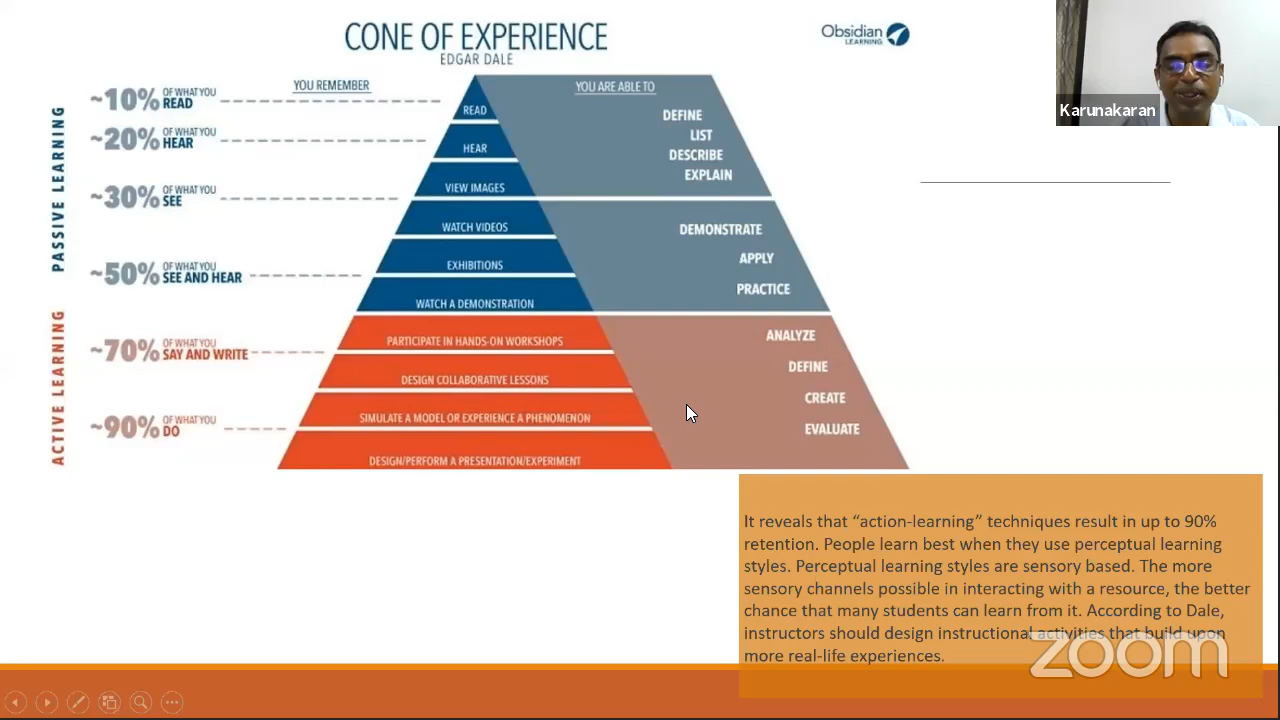 CONE OF EXPERIENCE
EDGAR DALE
Obsidian
LEARNING
Karunakaran
YOU REMEMBER
YOU ARE ABLE TO
PASSIVE LEARNING
~10% OF WHAT YOU READ
~20% OF WHAT YOU HEAR
~30% OF WHAT YOU SEE
~50% OF WHAT YOU SEE AND HEAR
ACTIVE LEARNING
~70% OF WHAT YOU SAY AND WRITE
~90% OF WHAT YOU DO
READ
HEAR
VIEW IMAGES
WATCH VIDEOS
EXHIBITIONS
WATCH A DEMONSTRATION
PARTICIPATE IN HANDS-ON WORKSHOPS
DESIGN COLLABORATIVE LESSONS
SIMULATE A MODEL OR EXPERIENCE A PHENOMENON
DESIGN/PERFORM A PRESENTATION/EXPERIMENT
DEFINE
LIST
DESCRIBE
EXPLAIN
DEMONSTRATE
APPLY
PRACTICE
ANALYZE
DEFINE
CREATE
EVALUATE
It reveals that “action-learning” techniques result in up to 90%
retention. People learn best when they use perceptual learning
styles. Perceptual learning styles are sensory based. The more
sensory channels possible in interacting with a resource, the better
chance that many students can learn from it. According to Dale,
instructors should design instructional activities that build upon
more real-life experiences.
zoom